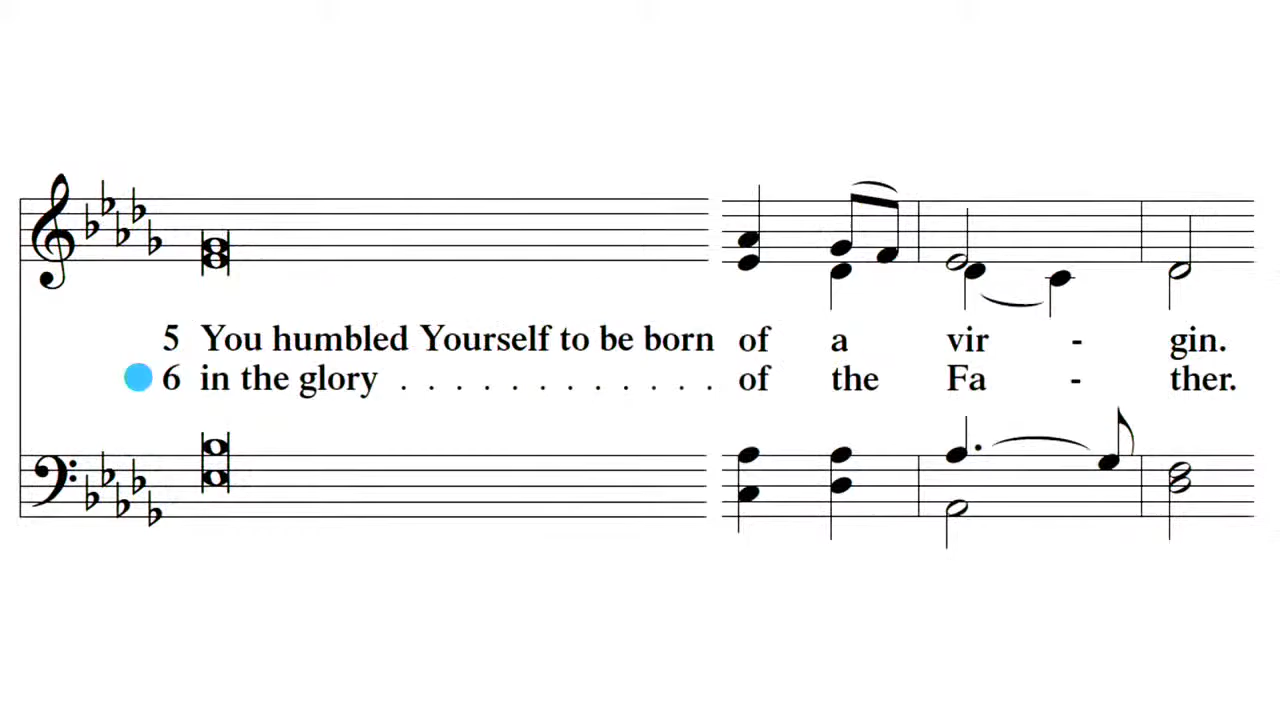 5 You humbled Yourself to be born of a vir - gin.
6 in the glory . . . . . . . . . . . . of the Fa - ther.